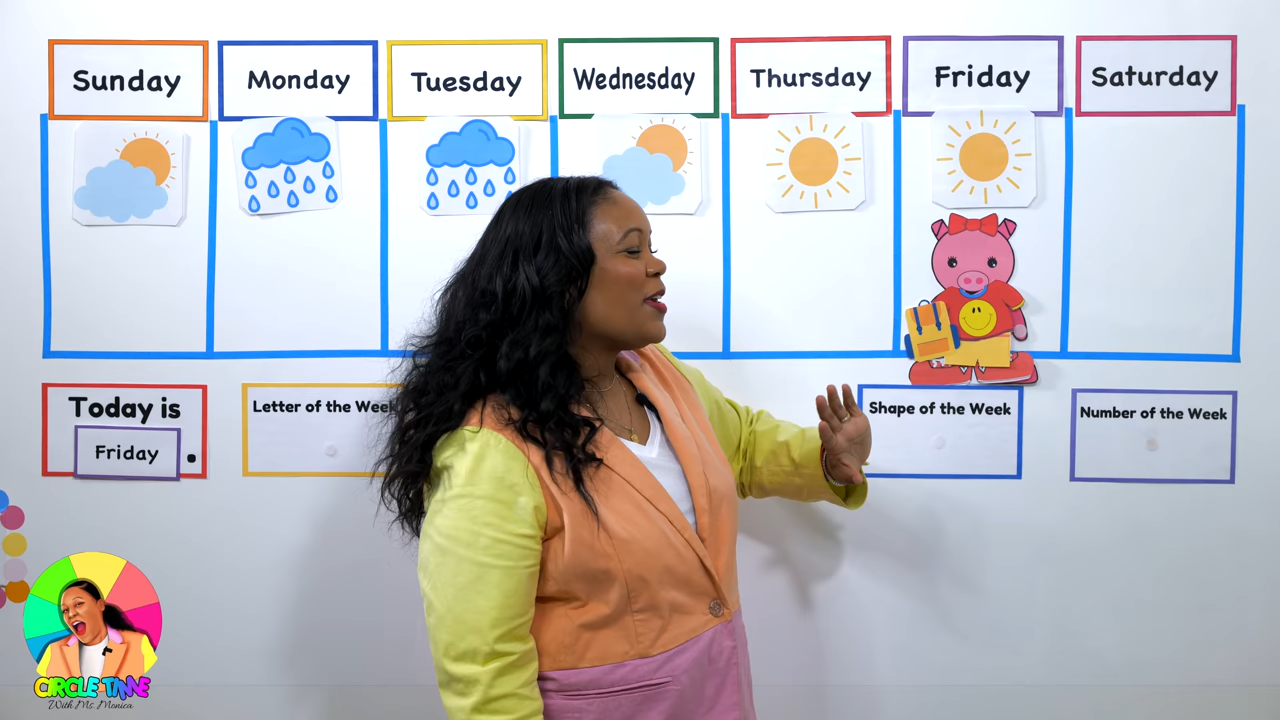 Sunday
Monday
Tuesday
Wednesday
Thursday
Friday
Saturday
Today is
Friday
.
Letter of the Week
Shape of the Week
Number of the Week
CIRCLE TIME
With Ms. Monica